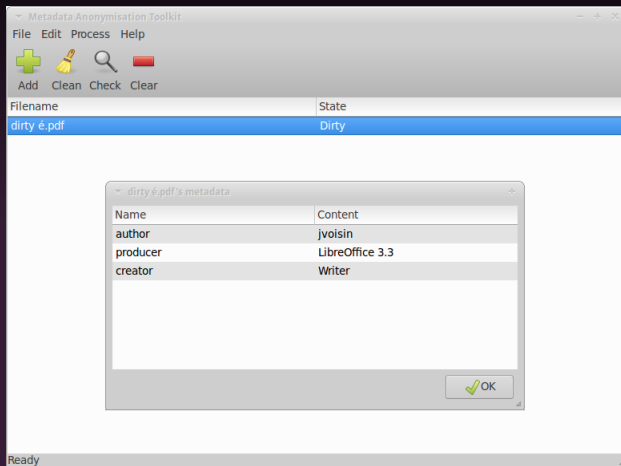 Metadata Anonymisation Toolkit
File Edit Process Help
Add Clean Check Clear
Filename State
dirty é.pdf Dirty
dirty é.pdf's metadata
Name Content
author jvoisin
producer LibreOffice 3.3
creator Writer
OK
Ready